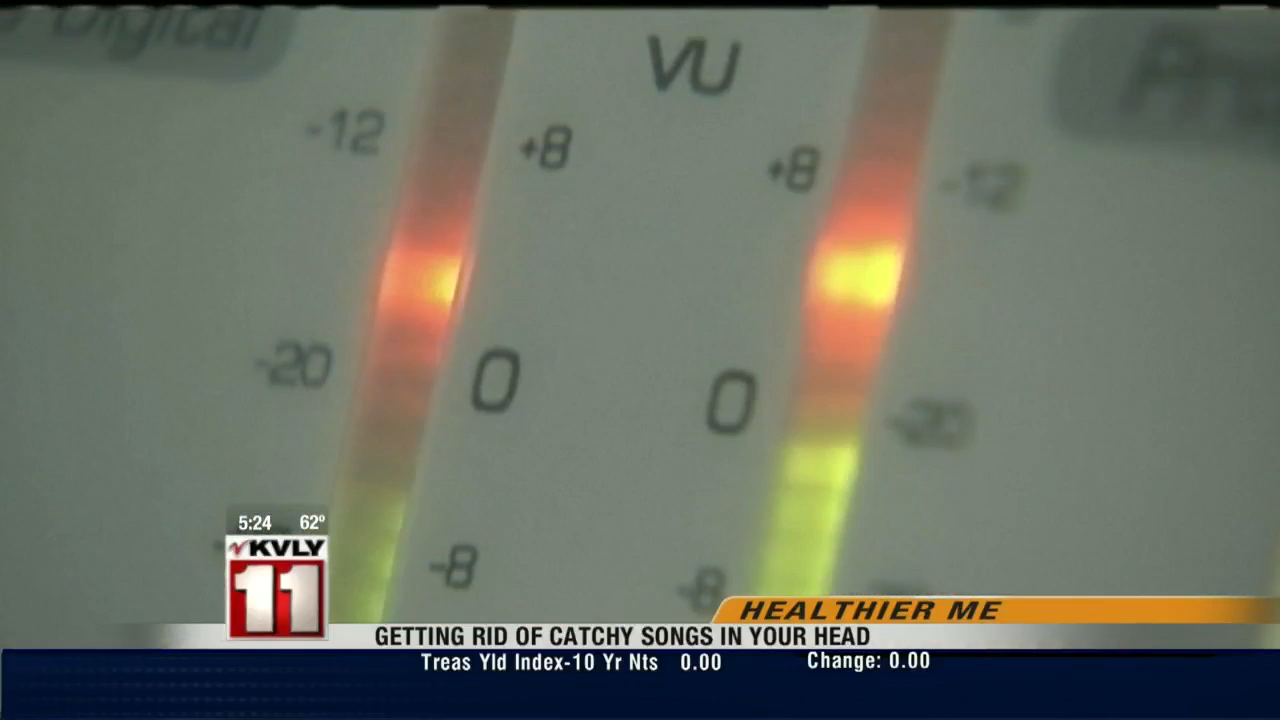 Digital
VU
-12
+8
+8
-12
-20
0
0
-20
-8
-8
5:24 62°
KVLY
11
HEALTHIER ME
GETTING RID OF CATCHY SONGS IN YOUR HEAD
Treas Yld Index-10 Yr Nts 0.00 Change: 0.00